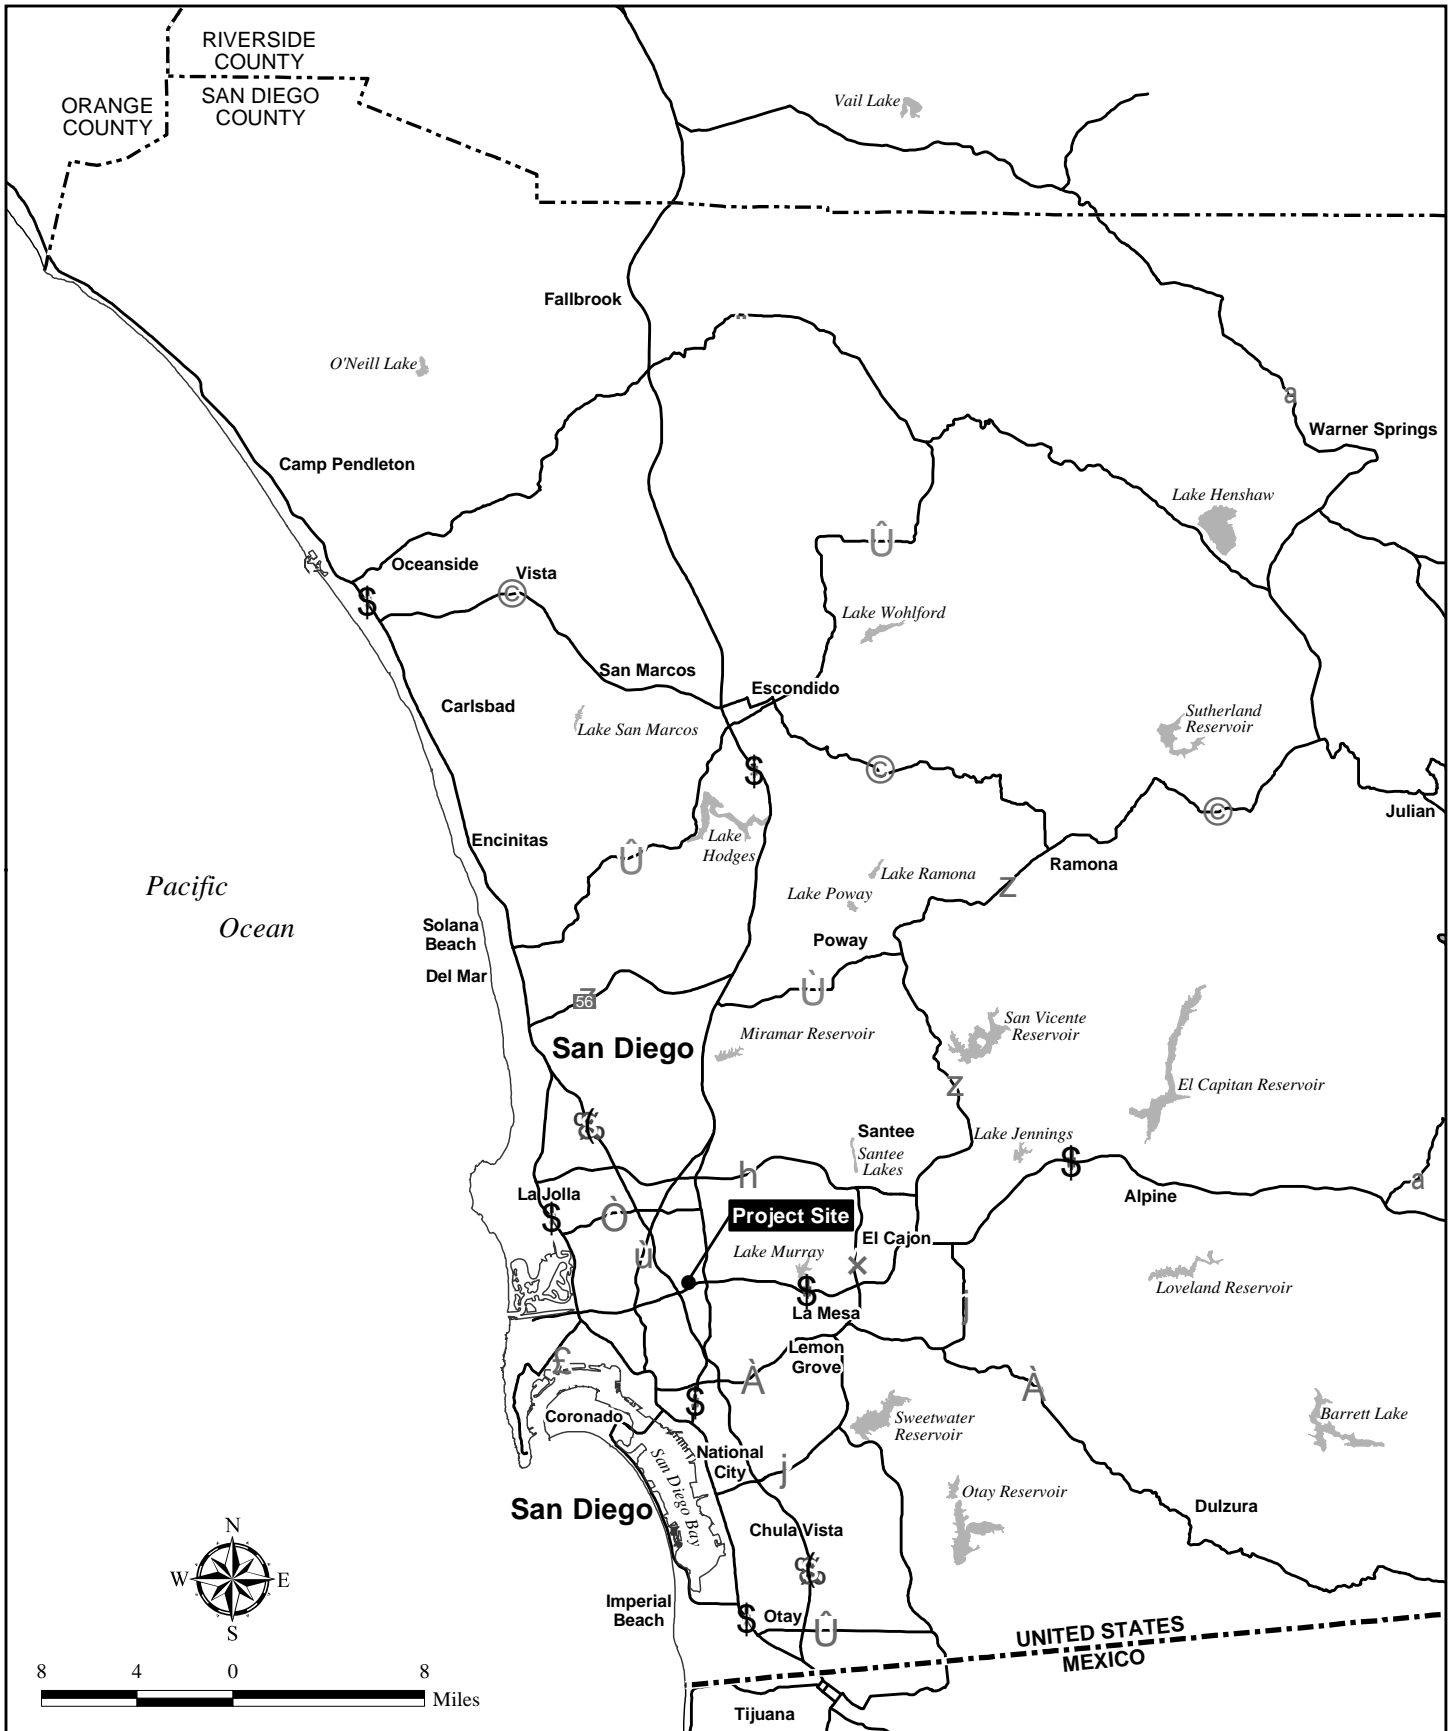 RIVERSIDE
COUNTY
ORANGE
COUNTY
SAN DIEGO
COUNTY
Vail Lake
Fallbrook
O'Neill Lake
a
Warner Springs
Camp Pendleton
Lake Henshaw
Û
Oceanside
Vista
$
©
Lake Wohlford
San Marcos
Escondido
Carlsbad
Lake San Marcos
Sutherland
Reservoir
$
©
©
Julian
Encinitas
Lake
Hodges
Û
Ramona
Lake Ramona
Lake Poway
z
Pacific
Ocean
Solana
Beach
Poway
Del Mar
56
Ù
San Diego
Miramar Reservoir
San Vicente
Reservoir
z
El Capitan Reservoir
Santee
Santee
Lakes
Lake Jennings
$
h
La Jolla
$
Ò
Project Site
Alpine
a
El Cajon
ù
Lake Murray
×
$
La Mesa
Loveland Reservoir
j
Lemon
Grove
£
À
À
$
Coronado
Sweetwater
Reservoir
Barrett Lake
National
City
j
San Diego Bay
San Diego
Otay Reservoir
Dulzura
Chula Vista
Imperial
Beach
$
Otay
Û
UNITED STATES
MEXICO
Tijuana
N
W
E
S
8 4 0 8
Miles